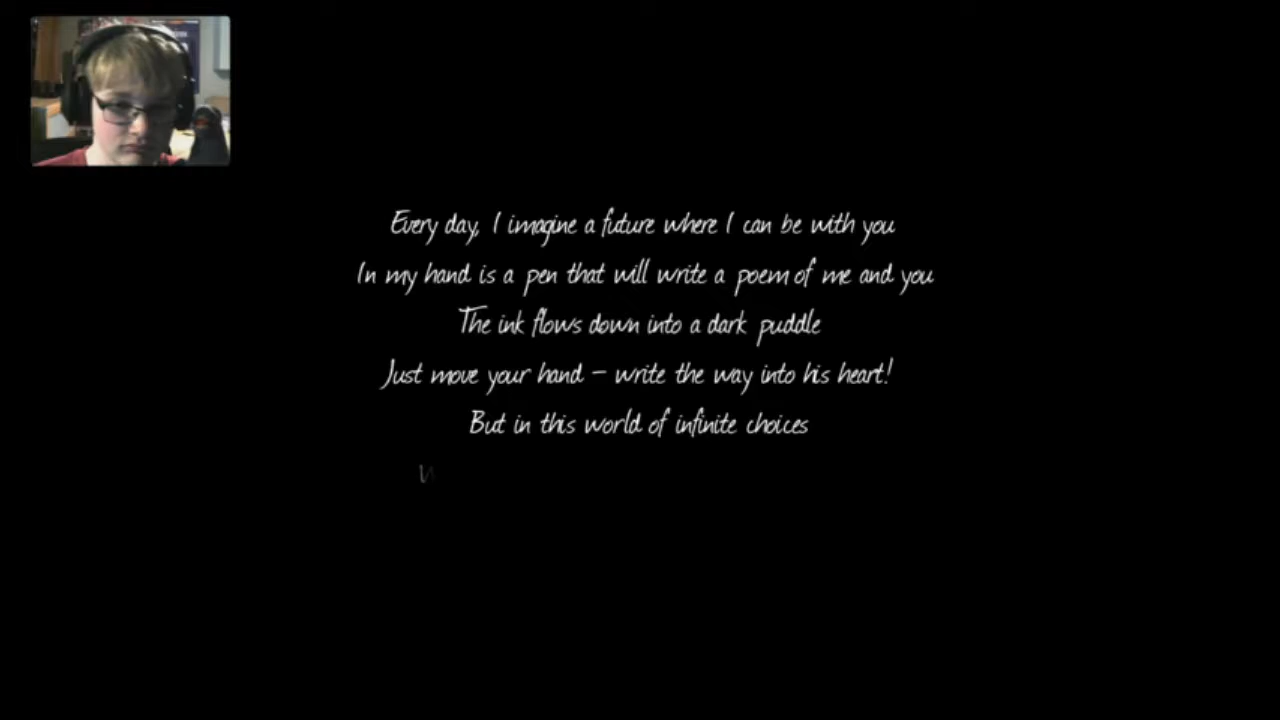 Every day, I imagine a future where I can be with you
In my hand is a pen that will write a poem of me and you
The ink flows down into a dark puddle
Just move your hand – write the way into his heart!
But in this world of infinite choices